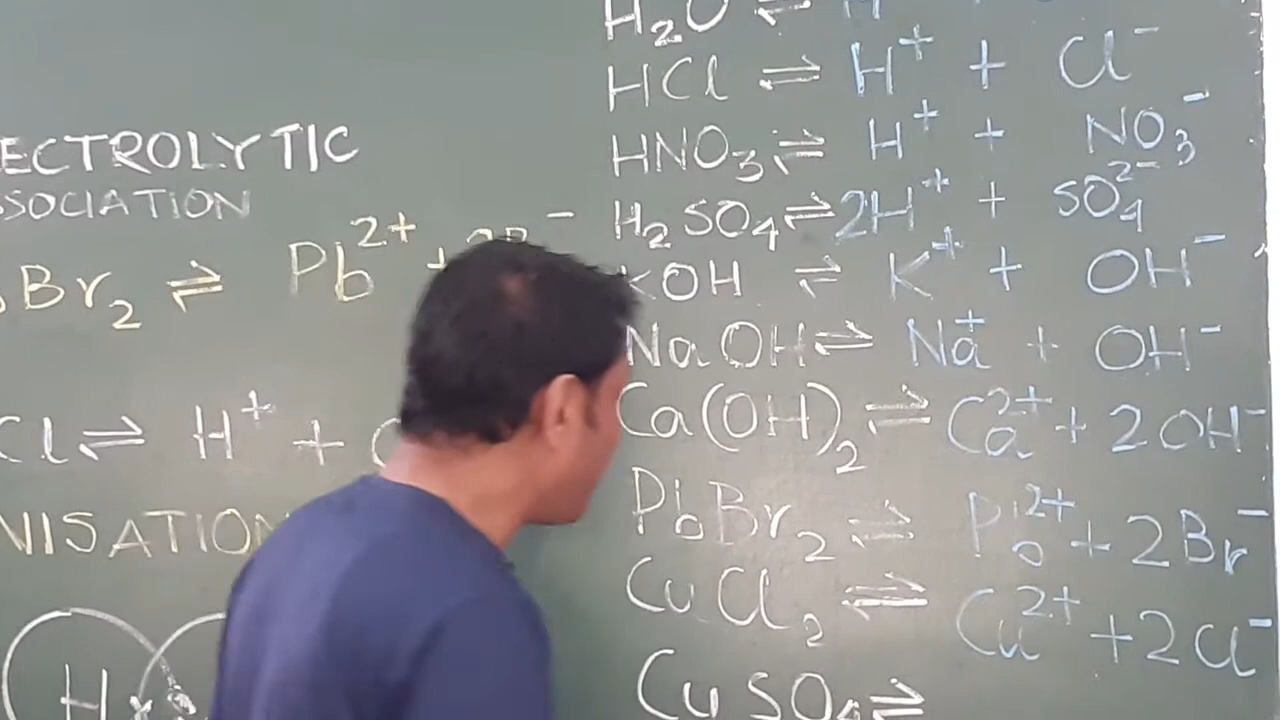 ECTROLYTIC
SSOCIATION
Br₂ ⇌ Pb²⁺ +
Cl ⇌ H⁺ +
NISATION
H
H₂O ⇌ H
HCl ⇌ H⁺ + Cl⁻
HNO₃ ⇌ H⁺ + NO₃⁻
H₂SO₄ ⇌ 2H⁺ + SO₄²⁻
KOH ⇌ K⁺ + OH⁻
NaOH ⇌ Na⁺ + OH⁻
Ca(OH)₂ ⇌ Ca²⁺ + 2OH⁻
PbBr₂ ⇌ Pb²⁺ + 2Br⁻
CuCl₂ ⇌ Cu²⁺ + 2Cl⁻
CuSO₄ ⇌